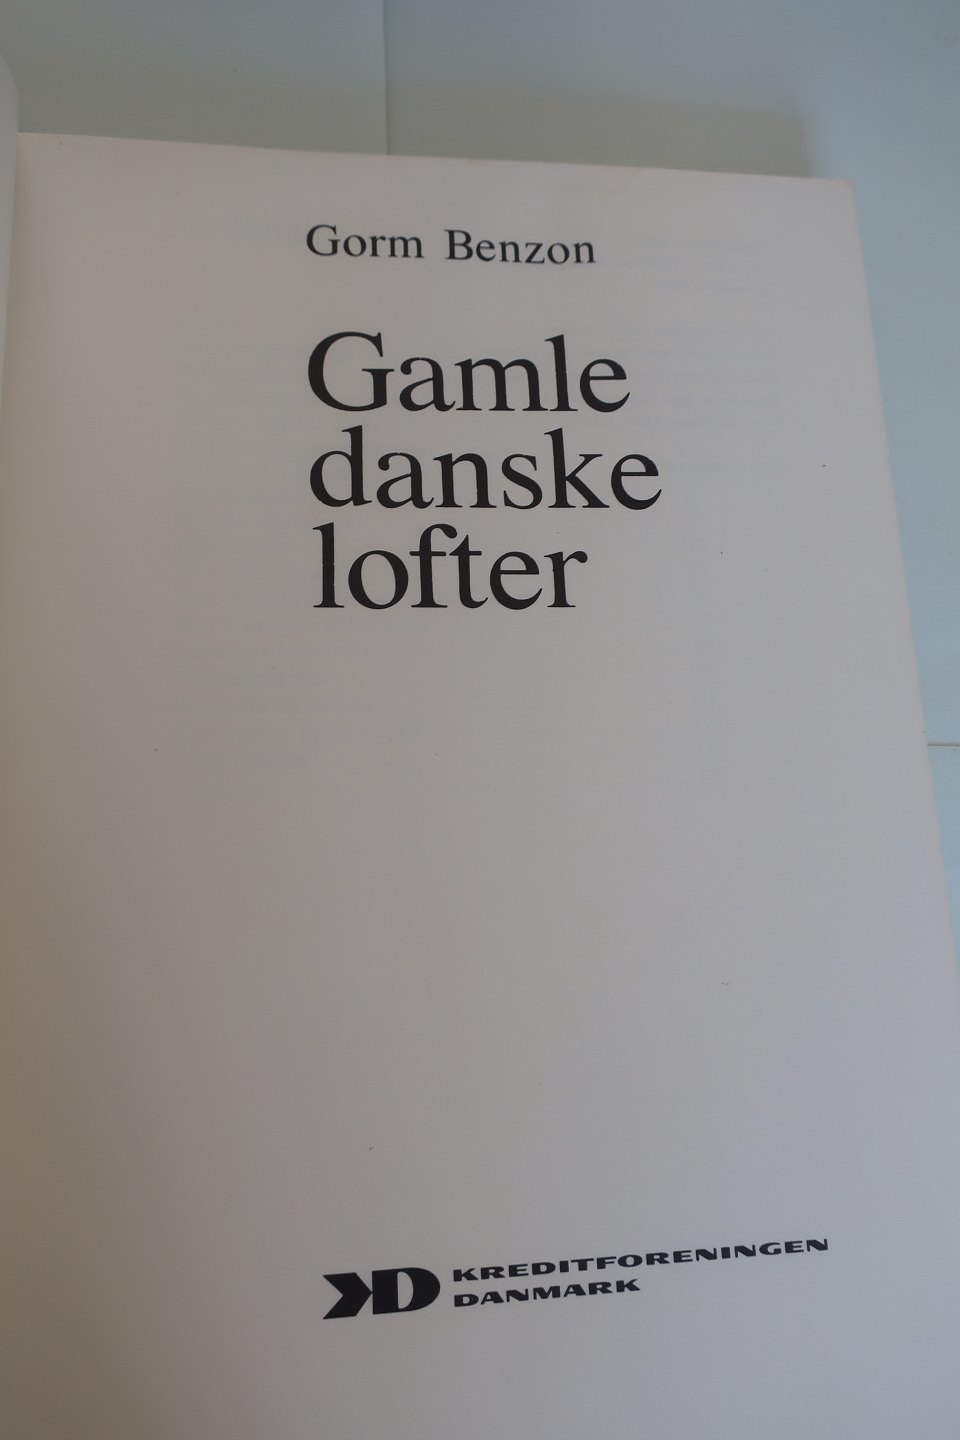 Gorm Benzon
Gamle
danske
lofter
KD KREDITFORENINGEN
DANMARK